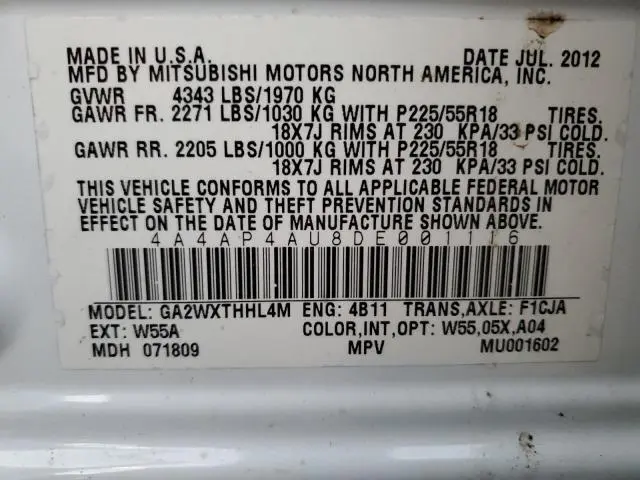 MADE IN U.S.A. DATE JUL. 2012
MFD BY MITSUBISHI MOTORS NORTH AMERICA, INC.
GVWR 4343 LBS/1970 KG
GAWR FR. 2271 LBS/1030 KG WITH P225/55R18 TIRES.
18X7J RIMS AT 230 KPA/33 PSI COLD.
GAWR RR. 2205 LBS/1000 KG WITH P225/55R18 TIRES.
18X7J RIMS AT 230 KPA/33 PSI COLD.
THIS VEHICLE CONFORMS TO ALL APPLICABLE FEDERAL MOTOR
VEHICLE SAFETY AND THEFT PREVENTION STANDARDS IN
EFFECT ON THE DATE OF MANUFACTURE SHOWN ABOVE.
4A4AP4AU8DE001116
MODEL: GA2WXTHHL4M ENG: 4B11 TRANS,AXLE: F1CJA
EXT: W55A COLOR,INT,OPT: W55,05X,A04
MDH 071809 MPV MU001602